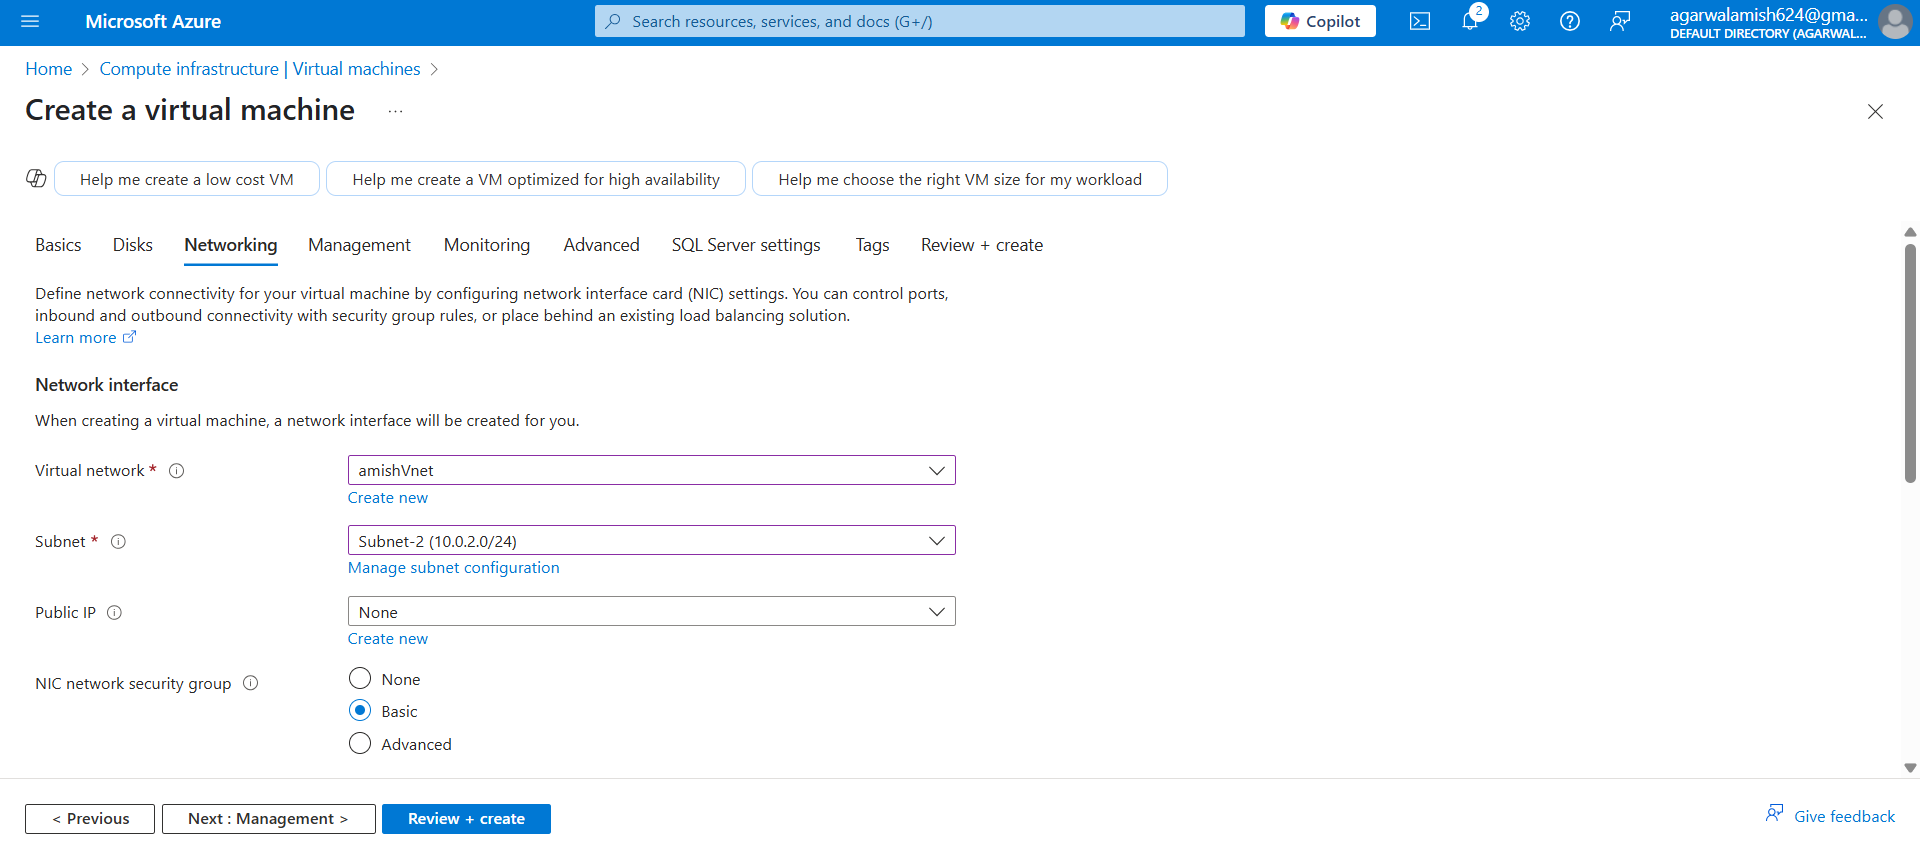 Microsoft Azure
Search resources, services, and docs (G+/)
Copilot
2
agarwalamish624@gma...
DEFAULT DIRECTORY (AGARWAL...
Home > Compute infrastructure | Virtual machines >
Create a virtual machine ...
Help me create a low cost VM
Help me create a VM optimized for high availability
Help me choose the right VM size for my workload
Basics Disks Networking Management Monitoring Advanced SQL Server settings Tags Review + create
Define network connectivity for your virtual machine by configuring network interface card (NIC) settings. You can control ports,
inbound and outbound connectivity with security group rules, or place behind an existing load balancing solution.
Learn more
Network interface
When creating a virtual machine, a network interface will be created for you.
Virtual network *
amishVnet
Create new
Subnet *
Subnet-2 (10.0.2.0/24)
Manage subnet configuration
Public IP
None
Create new
NIC network security group
None
Basic
Advanced
< Previous
Next : Management >
Review + create
Give feedback